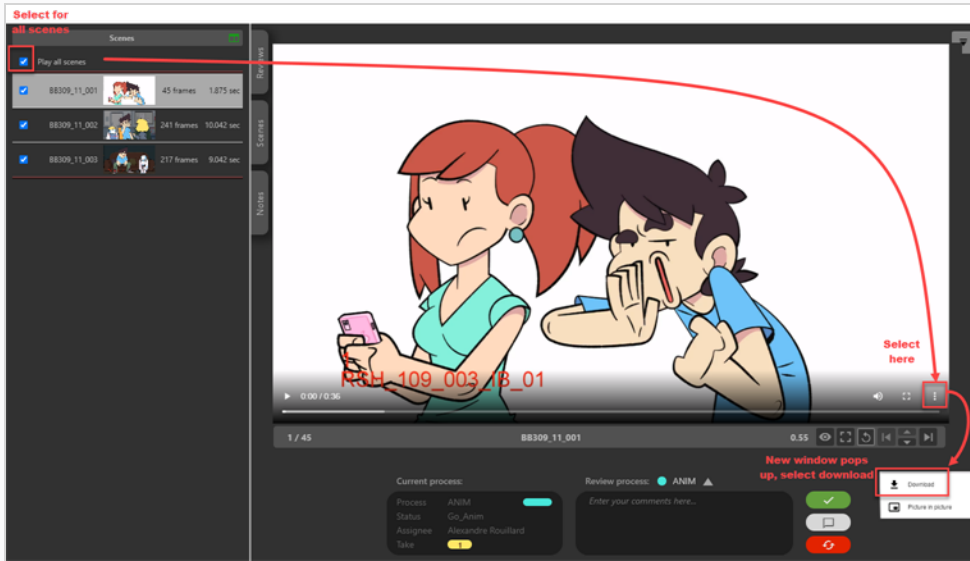 Select for
all scenes
Scenes
Play all scenes
BB309_11_001 45 frames 1.875 sec
BB309_11_002 241 frames 10.042 sec
BB309_11_003 217 frames 9.042 sec
Reviews
Scenes
Notes
RSH_109_003_IB_01
0:00 / 0:36
Select
here
1 / 45 BB309_11_001 0.55
New window pops
up, select download
Download
Picture in picture
Current process:
Process ANIM
Status Go_Anim
Assignee Alexandre Rouillard
Take 1
Review process: ANIM
Enter your comments here...